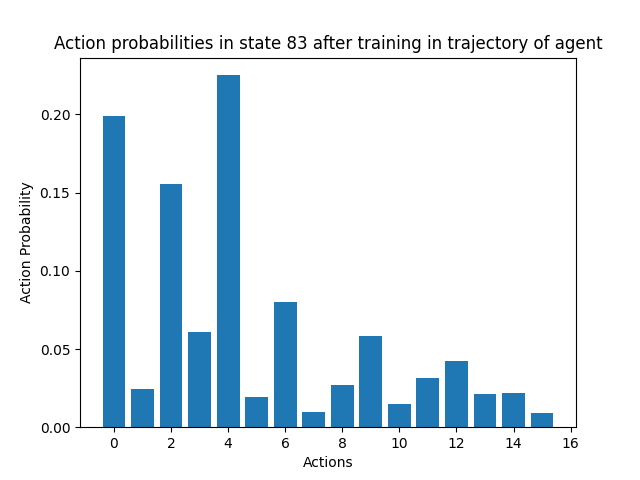 Action probabilities in state 83 after training in trajectory of agent
0.20
0.15
0.10
0.05
0.00
Action Probability
0 2 4 6 8 10 12 14 16
Actions